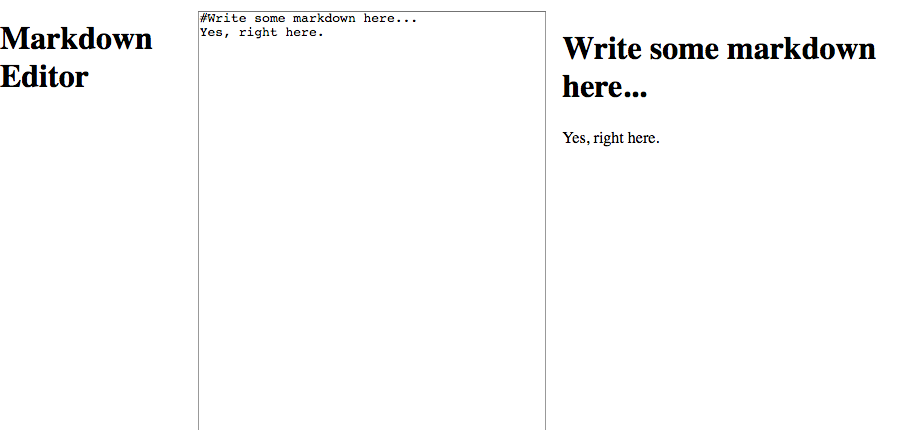 Markdown
Editor
#Write some markdown here...
Yes, right here.
Write some markdown
here...
Yes, right here.